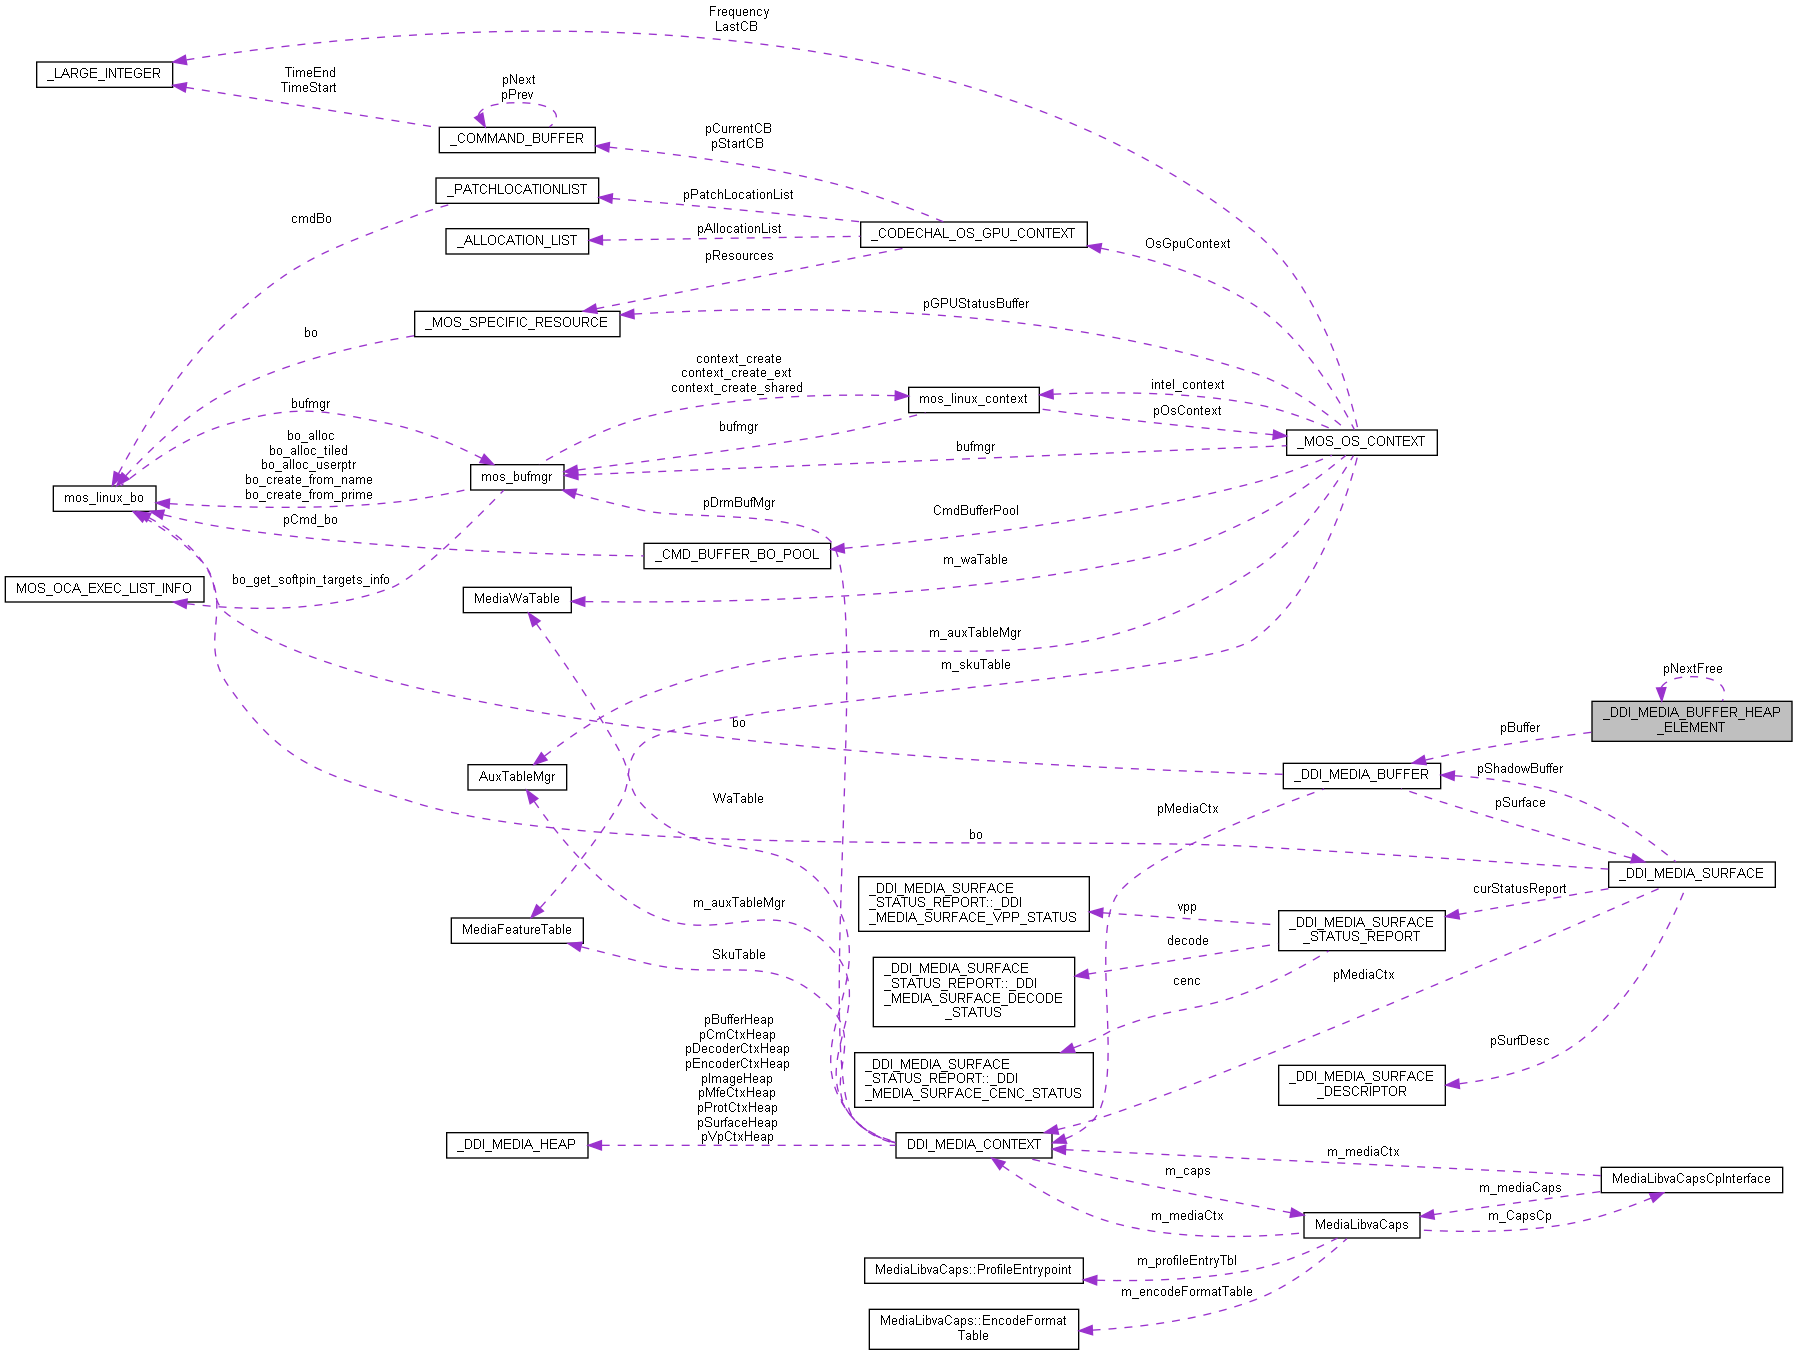 Frequency
LastCB
_LARGE_INTEGER
TimeEnd
TimeStart
pNext
pPrev
_COMMAND_BUFFER
pCurrentCB
pStartCB
_PATCHLOCATIONLIST
pPatchLocationList
cmdBo
_ALLOCATION_LIST
pAllocationList
_CODECHAL_OS_GPU_CONTEXT
OsGpuContext
pResources
pGPUStatusBuffer
_MOS_SPECIFIC_RESOURCE
bo
context_create
context_create_ext
context_create_shared
mos_linux_context
intel_context
pOsContext
bufmgr
bufmgr
bufmgr
_MOS_OS_CONTEXT
bo_alloc
bo_alloc_tiled
bo_alloc_userptr
bo_create_from_name
bo_create_from_prime
mos_bufmgr
mos_linux_bo
pCmd_bo
pDrmBufMgr
CmdBufferPool
_CMD_BUFFER_BO_POOL
m_waTable
MOS_OCA_EXEC_LIST_INFO
bo_get_softpin_targets_info
MediaWaTable
m_auxTableMgr
m_skuTable
pNextFree
_DDI_MEDIA_BUFFER_HEAP
_ELEMENT
bo
pBuffer
AuxTableMgr
_DDI_MEDIA_BUFFER
pShadowBuffer
WaTable
pMediaCtx
pSurface
bo
_DDI_MEDIA_SURFACE
_DDI_MEDIA_SURFACE
_STATUS_REPORT::_DDI
_MEDIA_SURFACE_VPP_STATUS
curStatusReport
m_auxTableMgr
vpp
_DDI_MEDIA_SURFACE
_STATUS_REPORT
MediaFeatureTable
SkuTable
decode
_DDI_MEDIA_SURFACE
_STATUS_REPORT::_DDI
_MEDIA_SURFACE_DECODE
_STATUS
cenc
pMediaCtx
pBufferHeap
pCmCtxHeap
pDecoderCtxHeap
pEncoderCtxHeap
pImageHeap
pMfeCtxHeap
pProtCtxHeap
pSurfaceHeap
pVpCtxHeap
_DDI_MEDIA_SURFACE
_STATUS_REPORT::_DDI
_MEDIA_SURFACE_CENC_STATUS
pSurfDesc
_DDI_MEDIA_SURFACE
_DESCRIPTOR
_DDI_MEDIA_HEAP
DDI_MEDIA_CONTEXT
m_mediaCtx
m_caps
MediaLibvaCapsCpInterface
m_mediaCaps
m_CapsCp
m_mediaCtx
MediaLibvaCaps
m_profileEntryTbl
MediaLibvaCaps::ProfileEntrypoint
m_encodeFormatTable
MediaLibvaCaps::EncodeFormat
Table